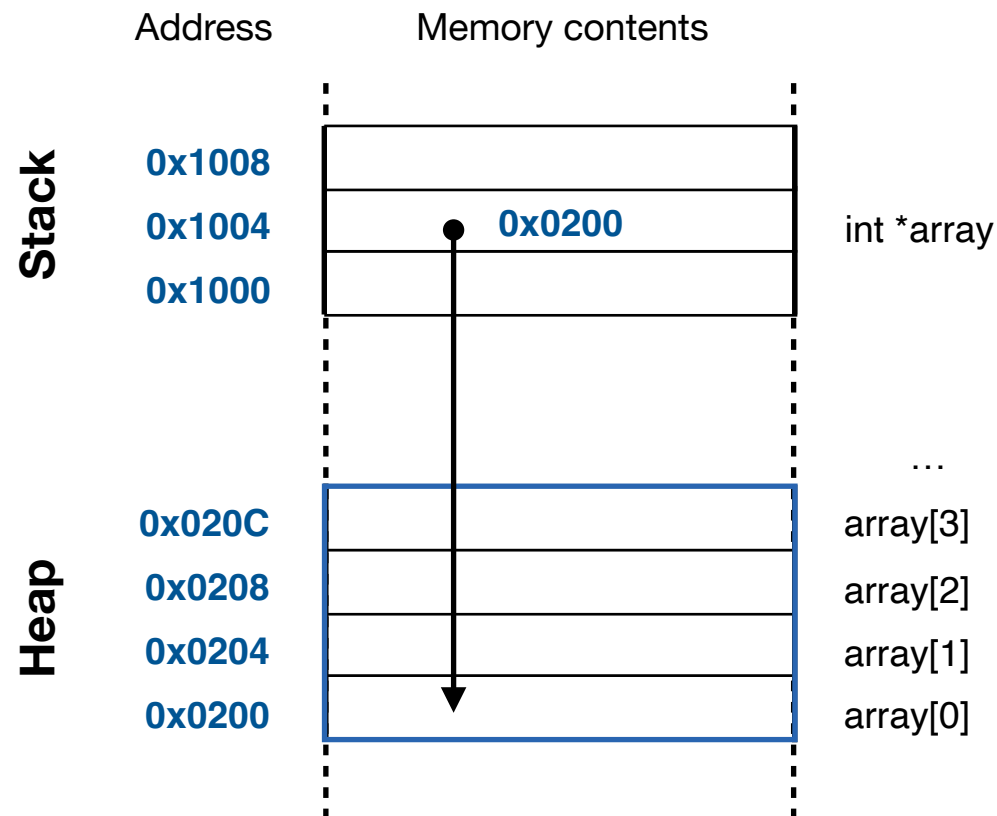 Address Memory contents
Stack
0x1008
0x1004 0x0200 int *array
0x1000
…
Heap
0x020C array[3]
0x0208 array[2]
0x0204 array[1]
0x0200 array[0]